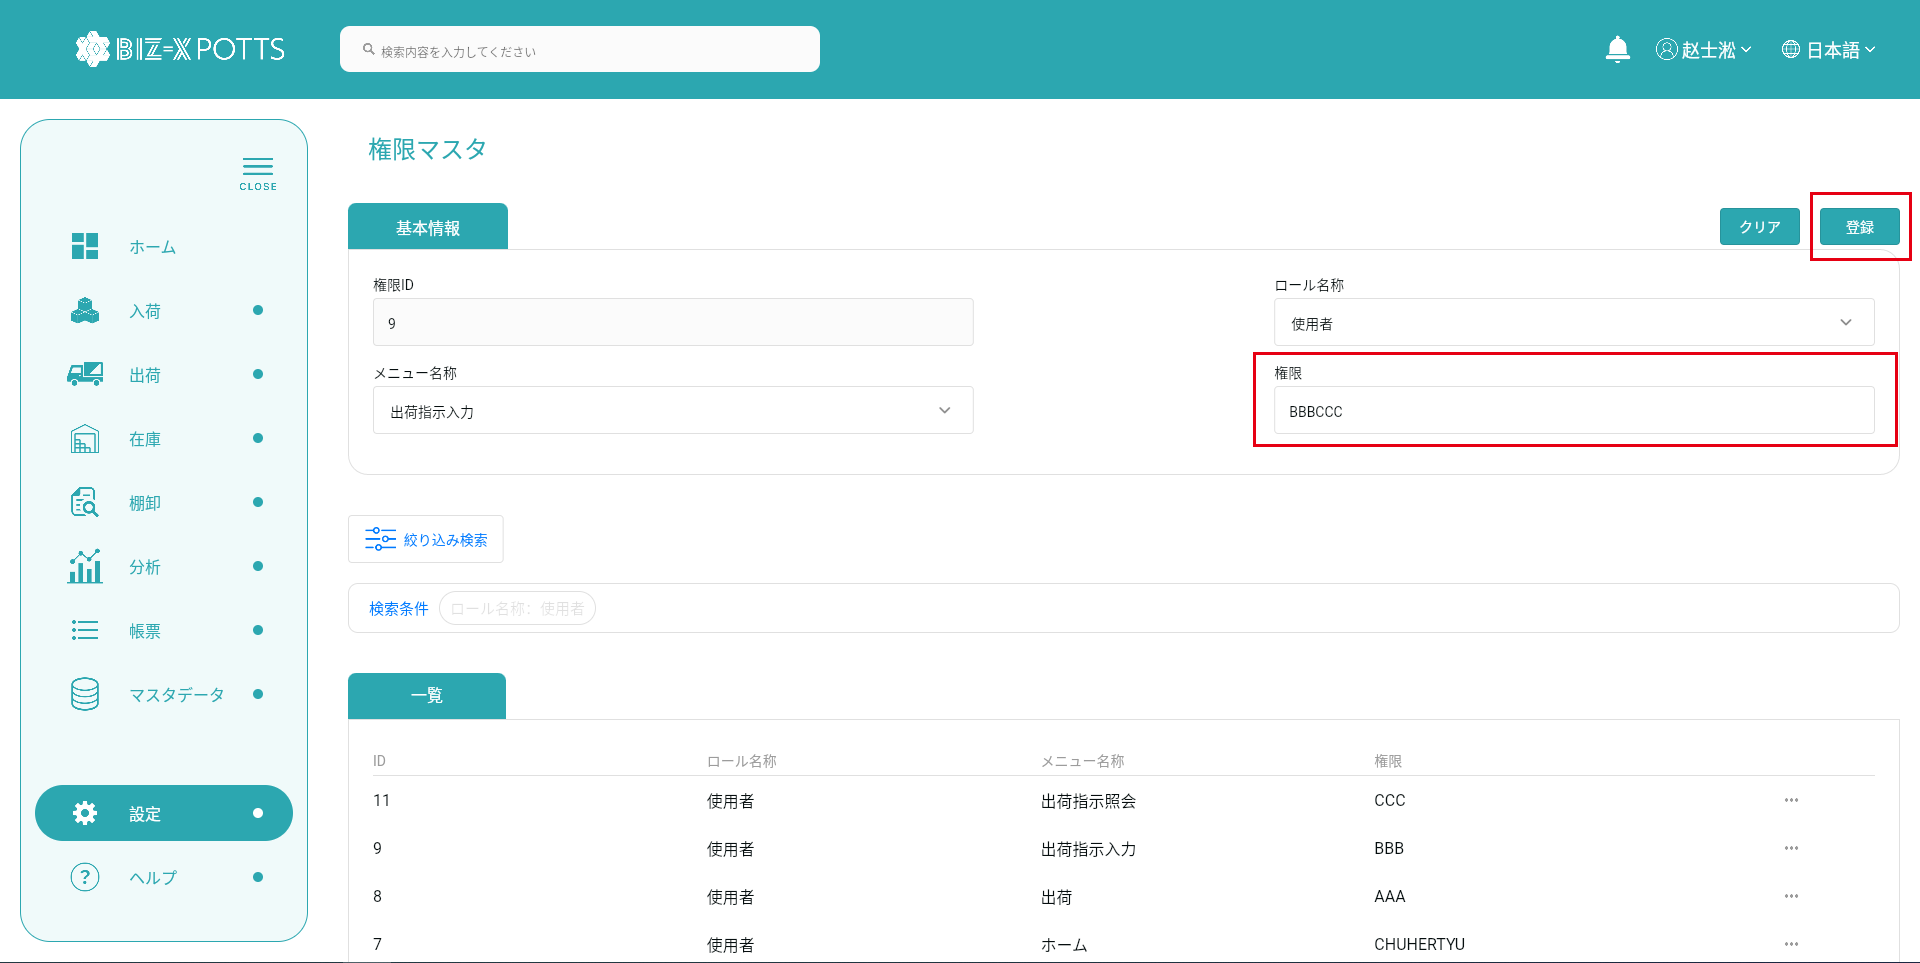 BIZ=X POTTS
検索内容を入力してください
赵士淞
日本語
CLOSE
ホーム
入荷
出荷
在庫
棚卸
分析
帳票
マスタデータ
設定
ヘルプ
権限マスタ
基本情報
クリア
登録
権限ID
ロール名称
9
使用者
メニュー名称
権限
出荷指示入力
BBBCCC
絞り込み検索
検索条件 ロール名称: 使用者
一覧
ID ロール名称 メニュー名称 権限
11 使用者 出荷指示照会 CCC
9 使用者 出荷指示入力 BBB
8 使用者 出荷 AAA
7 使用者 ホーム CHUHERTYU